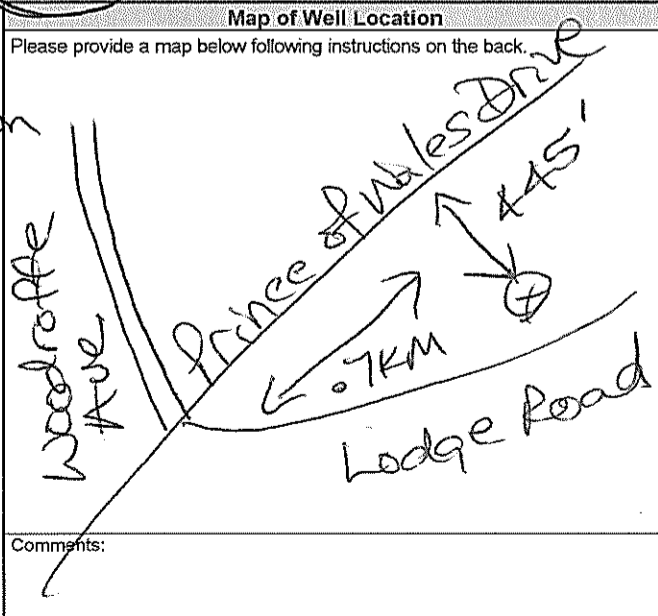 Map of Well Location
Please provide a map below following instructions on the back.
Prince of Wales Drive
445'
Woodroffe
Ave
.7KM
Lodge Road
Comments: